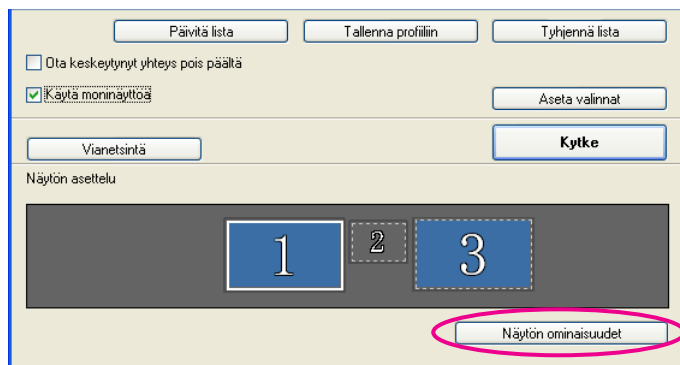 Päivitä lista Tallenna profiiliin Tyhjennä lista
Ota keskeytynyt yhteys pois päältä
Käytä moninäyttöä
Aseta valinnat
Vianetsintä Kytke
Näytön asettelu
1 2 3
Näytön ominaisuudet